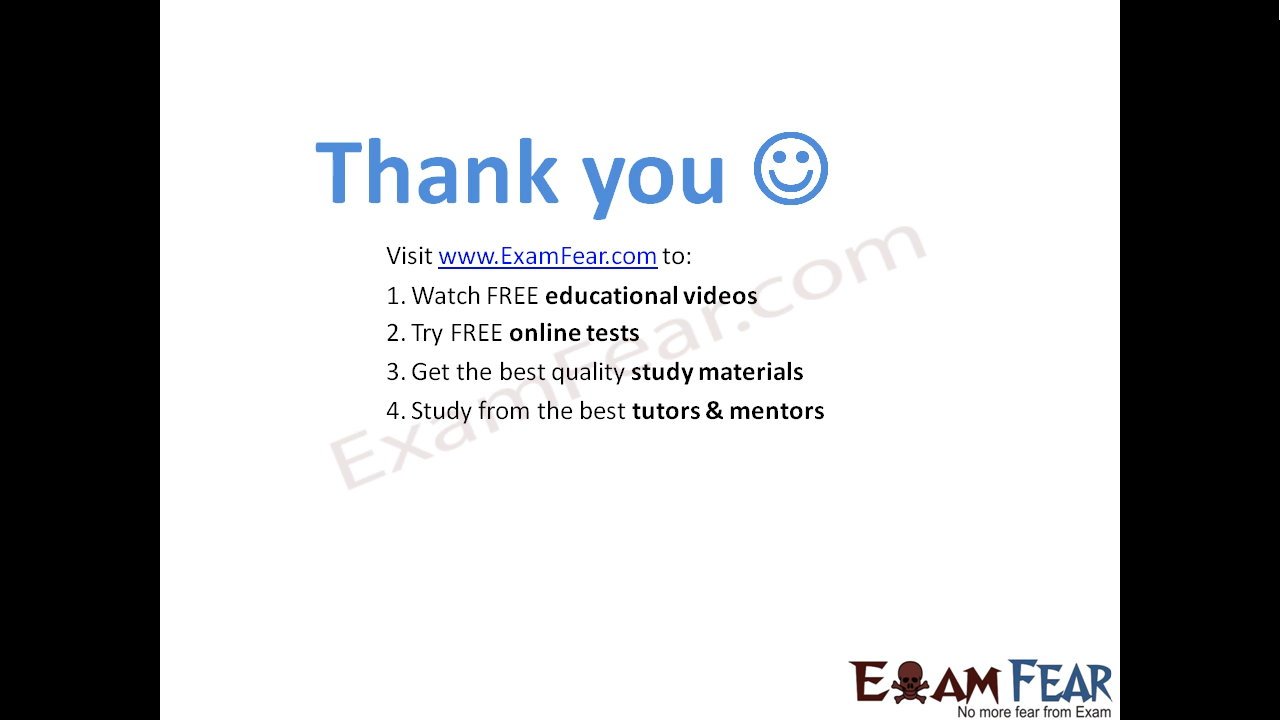 Thank you
Visit www.ExamFear.com to:
1. Watch FREE educational videos
2. Try FREE online tests
3. Get the best quality study materials
4. Study from the best tutors & mentors
ExamFear.com
EXAM FEAR
No more fear from Exam